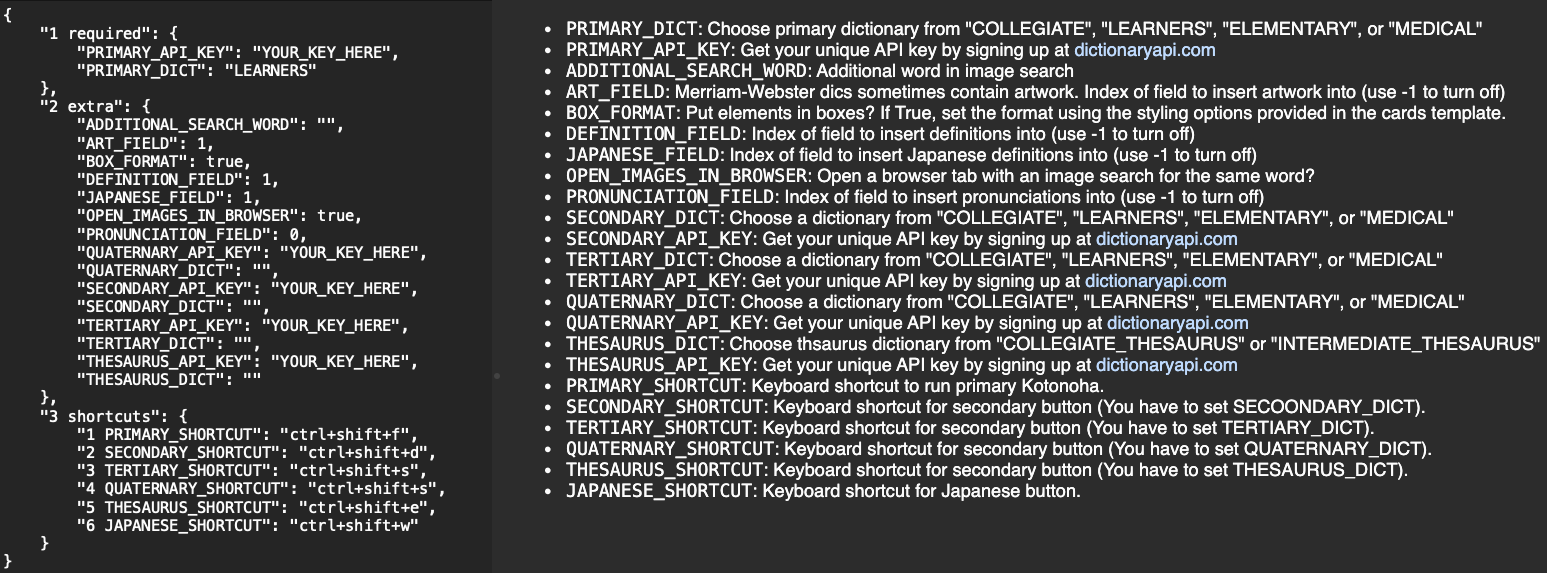 {
"1 required": {
"PRIMARY_API_KEY": "YOUR_KEY_HERE",
"PRIMARY_DICT": "LEARNERS"
},
"2 extra": {
"ADDITIONAL_SEARCH_WORD": "",
"ART_FIELD": 1,
"BOX_FORMAT": true,
"DEFINITION_FIELD": 1,
"JAPANESE_FIELD": 1,
"OPEN_IMAGES_IN_BROWSER": true,
"PRONUNCIATION_FIELD": 0,
"QUATERNARY_API_KEY": "YOUR_KEY_HERE",
"QUATERNARY_DICT": "",
"SECONDARY_API_KEY": "YOUR_KEY_HERE",
"SECONDARY_DICT": "",
"TERTIARY_API_KEY": "YOUR_KEY_HERE",
"TERTIARY_DICT": "",
"THESAURUS_API_KEY": "YOUR_KEY_HERE",
"THESAURUS_DICT": ""
},
"3 shortcuts": {
"1 PRIMARY_SHORTCUT": "ctrl+shift+f",
"2 SECONDARY_SHORTCUT": "ctrl+shift+d",
"3 TERTIARY_SHORTCUT": "ctrl+shift+s",
"4 QUATERNARY_SHORTCUT": "ctrl+shift+s",
"5 THESAURUS_SHORTCUT": "ctrl+shift+e",
"6 JAPANESE_SHORTCUT": "ctrl+shift+w"
}
}
• PRIMARY_DICT: Choose primary dictionary from "COLLEGIATE", "LEARNERS", "ELEMENTARY", or "MEDICAL"
• PRIMARY_API_KEY: Get your unique API key by signing up at dictionaryapi.com
• ADDITIONAL_SEARCH_WORD: Additional word in image search
• ART_FIELD: Merriam-Webster dics sometimes contain artwork. Index of field to insert artwork into (use -1 to turn off)
• BOX_FORMAT: Put elements in boxes? If True, set the format using the styling options provided in the cards template.
• DEFINITION_FIELD: Index of field to insert definitions into (use -1 to turn off)
• JAPANESE_FIELD: Index of field to insert Japanese definitions into (use -1 to turn off)
• OPEN_IMAGES_IN_BROWSER: Open a browser tab with an image search for the same word?
• PRONUNCIATION_FIELD: Index of field to insert pronunciations into (use -1 to turn off)
• SECONDARY_DICT: Choose a dictionary from "COLLEGIATE", "LEARNERS", "ELEMENTARY", or "MEDICAL"
• SECONDARY_API_KEY: Get your unique API key by signing up at dictionaryapi.com
• TERTIARY_DICT: Choose a dictionary from "COLLEGIATE", "LEARNERS", "ELEMENTARY", or "MEDICAL"
• TERTIARY_API_KEY: Get your unique API key by signing up at dictionaryapi.com
• QUATERNARY_DICT: Choose a dictionary from "COLLEGIATE", "LEARNERS", "ELEMENTARY", or "MEDICAL"
• QUATERNARY_API_KEY: Get your unique API key by signing up at dictionaryapi.com
• THESAURUS_DICT: Choose thsaurus dictionary from "COLLEGIATE_THESAURUS" or "INTERMEDIATE_THESAURUS"
• THESAURUS_API_KEY: Get your unique API key by signing up at dictionaryapi.com
• PRIMARY_SHORTCUT: Keyboard shortcut to run primary Kotonoha.
• SECONDARY_SHORTCUT: Keyboard shortcut for secondary button (You have to set SECOONDARY_DICT).
• TERTIARY_SHORTCUT: Keyboard shortcut for secondary button (You have to set TERTIARY_DICT).
• QUATERNARY_SHORTCUT: Keyboard shortcut for secondary button (You have to set QUATERNARY_DICT).
• THESAURUS_SHORTCUT: Keyboard shortcut for secondary button (You have to set THESAURUS_DICT).
• JAPANESE_SHORTCUT: Keyboard shortcut for Japanese button.